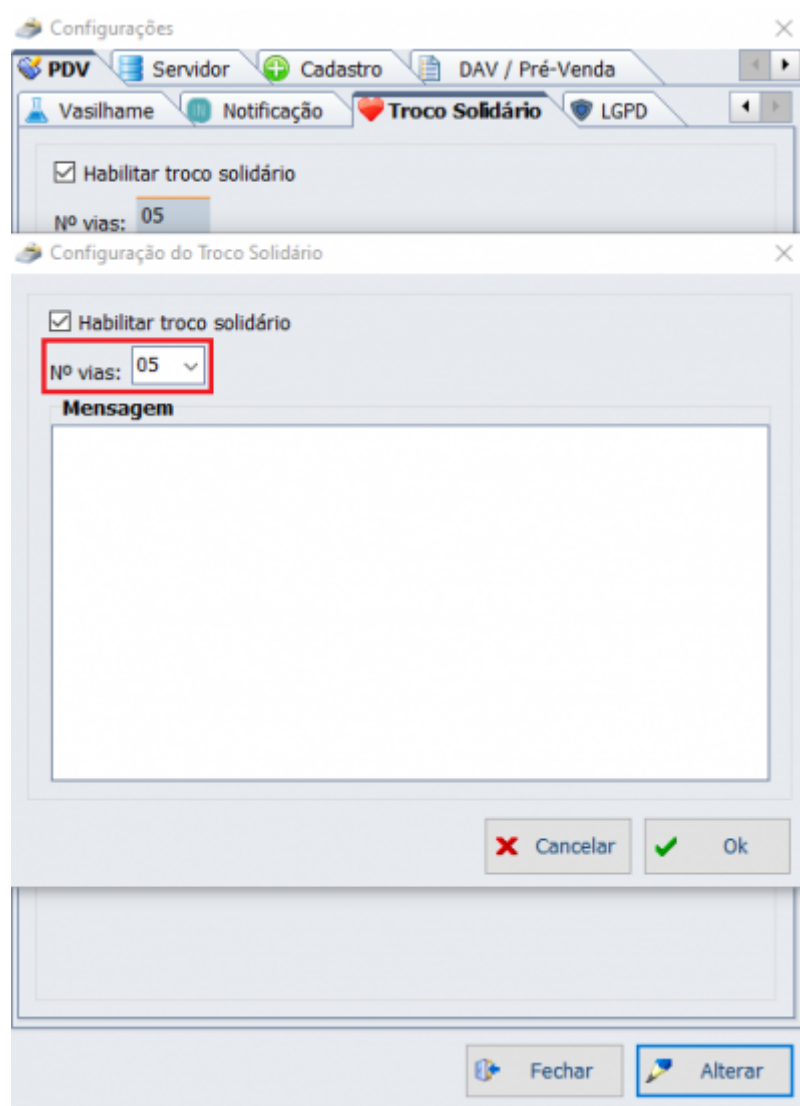 Configurações
PDV Servidor Cadastro DAV / Pré-Venda
Vasilhame Notificação Troco Solidário LGPD
Habilitar troco solidário
Nº vias: 05
Configuração do Troco Solidário
Habilitar troco solidário
Nº vias: 05
Mensagem
Cancelar Ok
Fechar Alterar